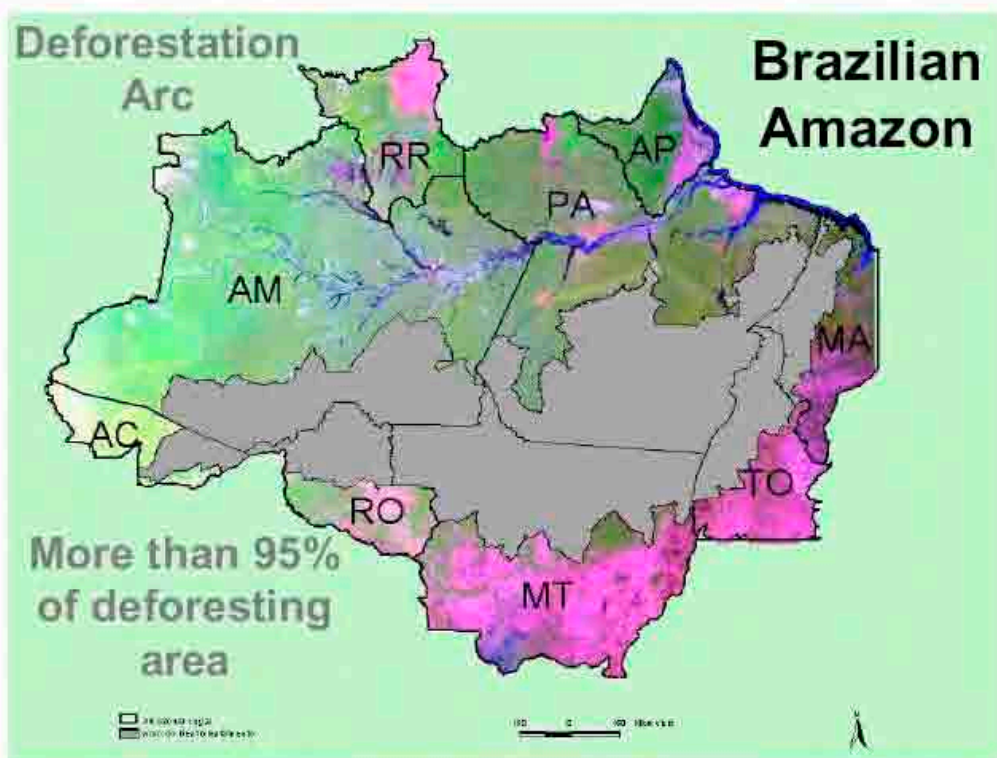 Deforestation
Arc
Brazilian
Amazon
RR
AP
PA
AM
MA
AC
TO
RO
MT
More than 95%
of deforesting
area